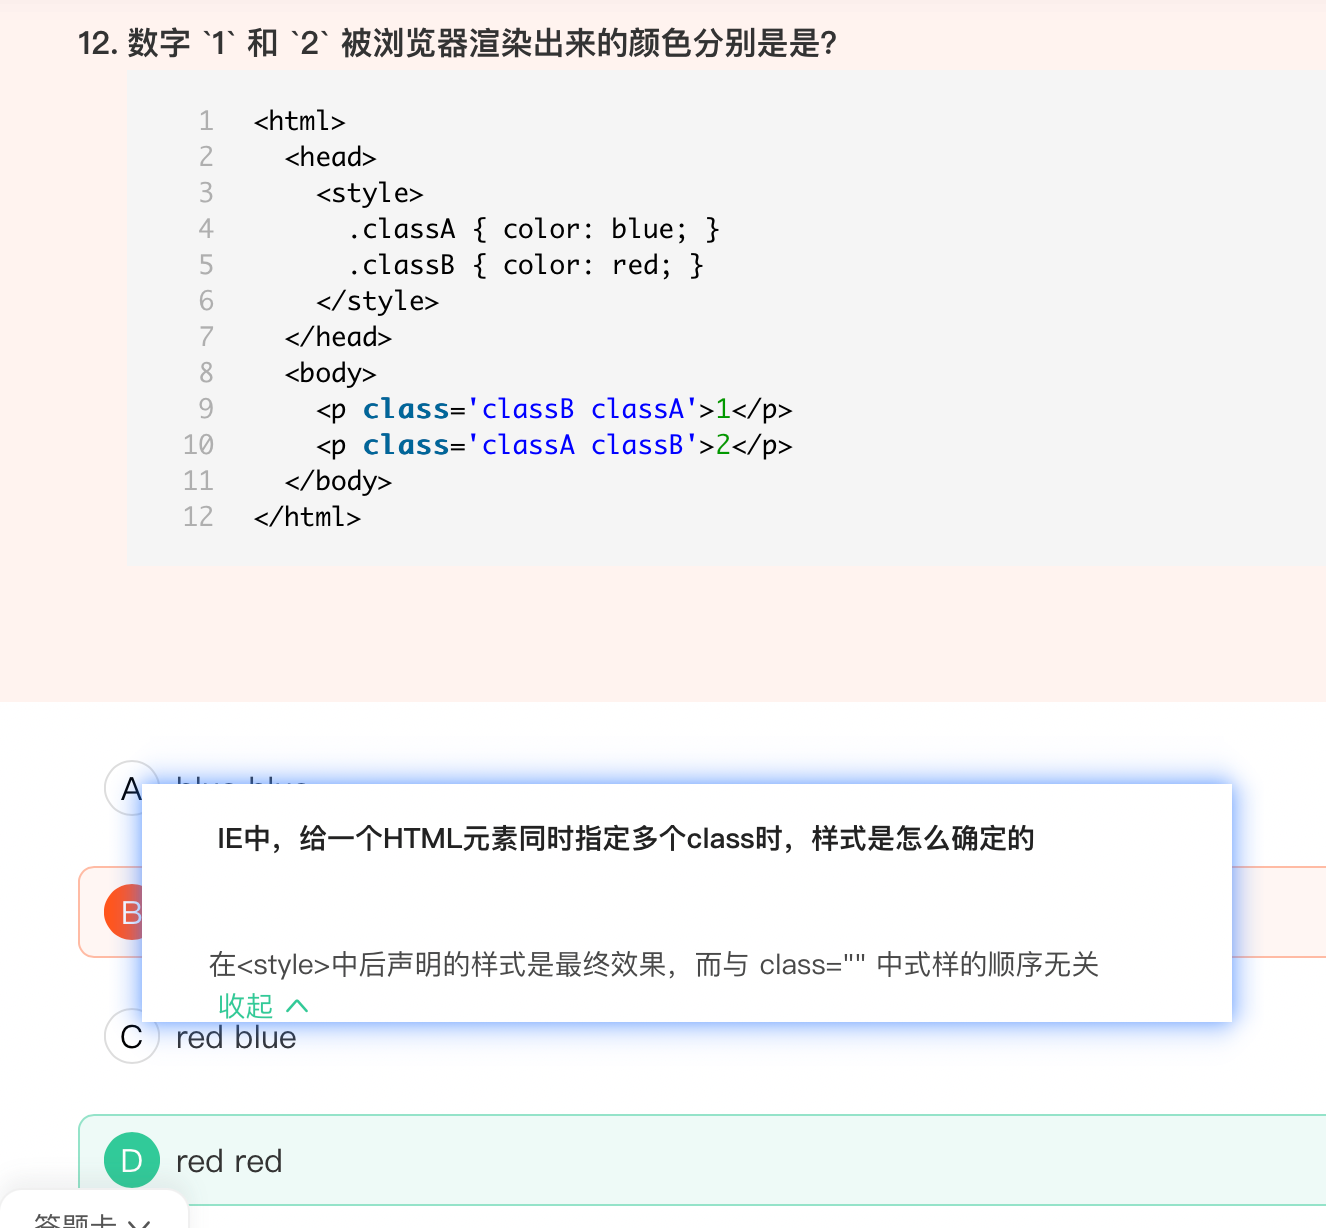 12. 数字 `1` 和 `2` 被浏览器渲染出来的颜色分别是是?
1 <html>
2 <head>
3 <style>
4 .classA { color: blue; }
5 .classB { color: red; }
6 </style>
7 </head>
8 <body>
9 <p class='classB classA'>1</p>
10 <p class='classA classB'>2</p>
11 </body>
12 </html>
A blue blue
IE中，给一个HTML元素同时指定多个class时，样式是怎么确定的
B
在<style>中后声明的样式是最终效果，而与 class="" 中式样的顺序无关
收起
C red blue
D red red
答题卡